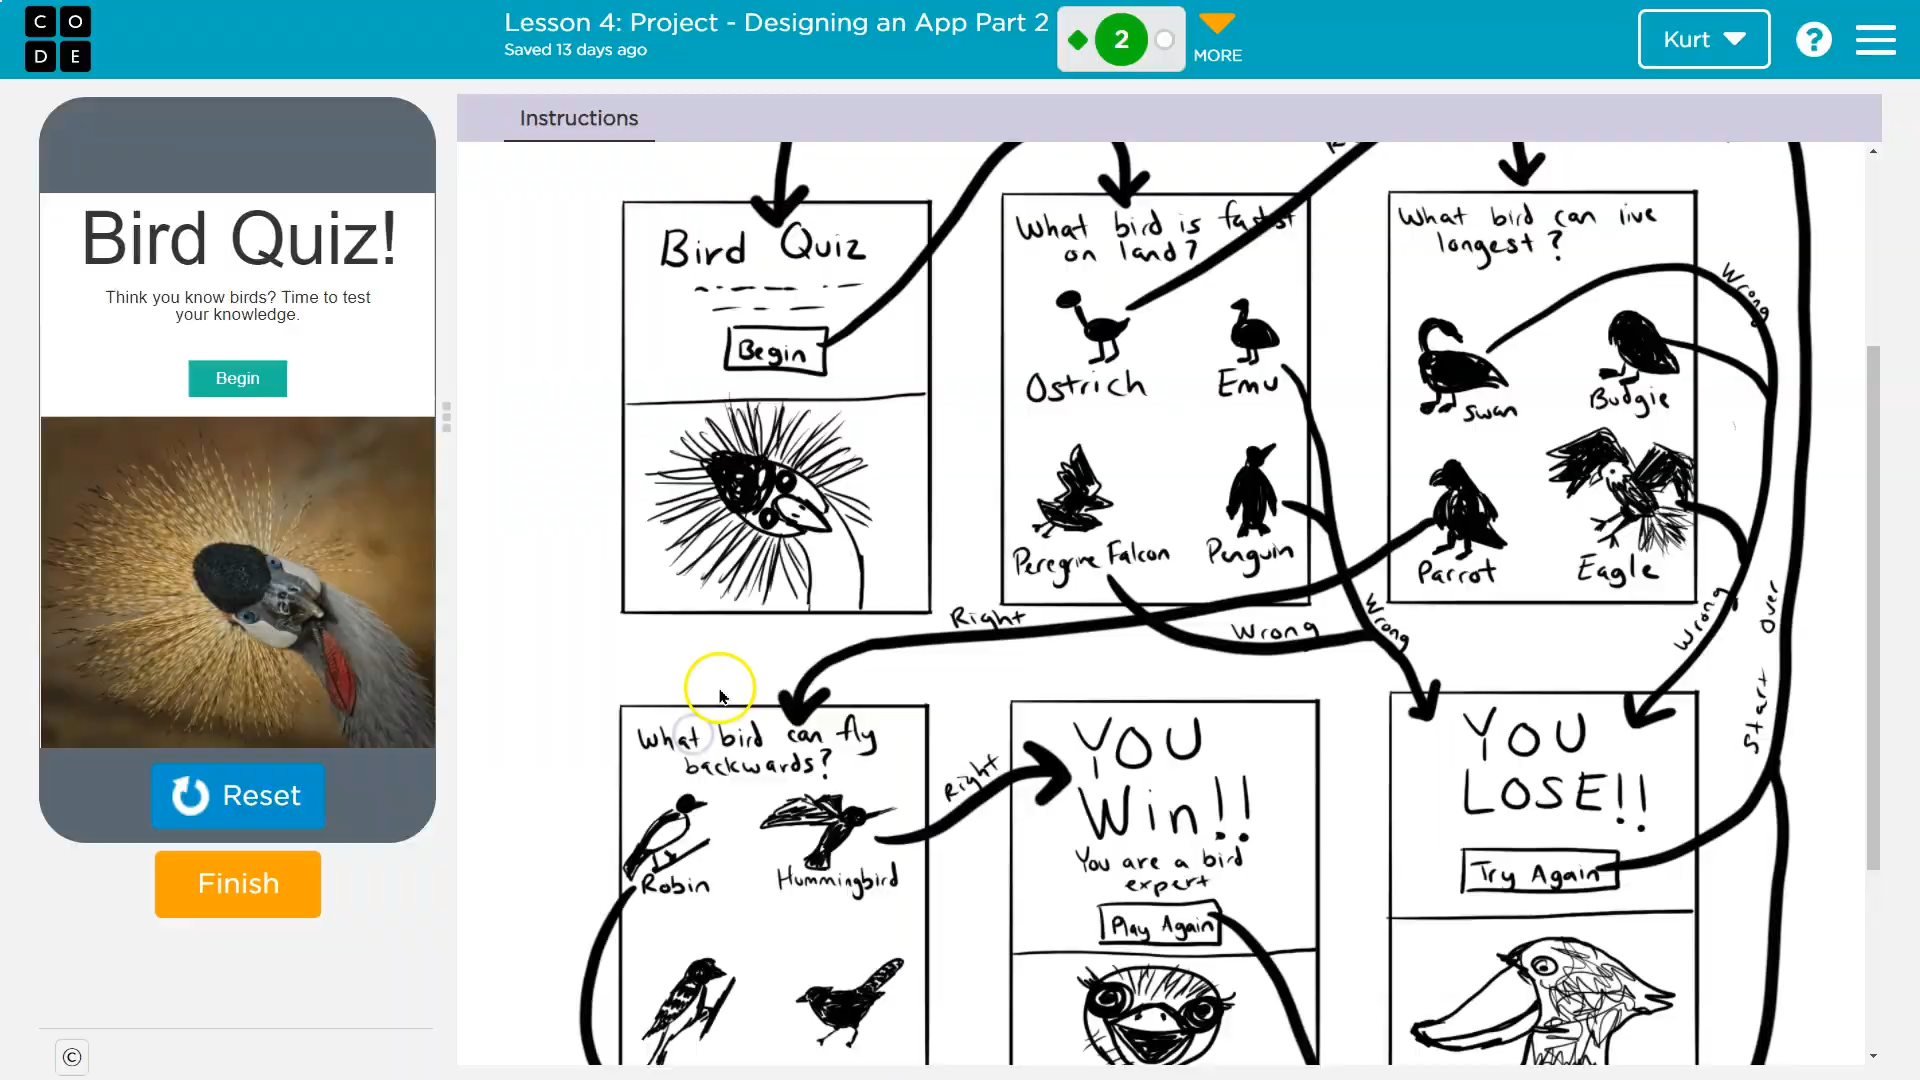 C O
D E
Lesson 4: Project - Designing an App Part 2
Saved 13 days ago
2
MORE
Kurt
?
Instructions
Bird Quiz!
Think you know birds? Time to test
your knowledge.
Begin
Reset
Finish
©
Bird Quiz
Begin
What bird is fastest
on land?
Ostrich
Emu
Peregrine Falcon
Penguin
What bird can live
longest?
Swan
Budgie
Parrot
Eagle
Wrong
Right
Wrong
Wrong
Wrong
Start Over
What bird can fly
backwards?
Robin
Hummingbird
Right
YOU
Win!!
You are a bird
expert
Play Again
YOU
LOSE!!
Try Again